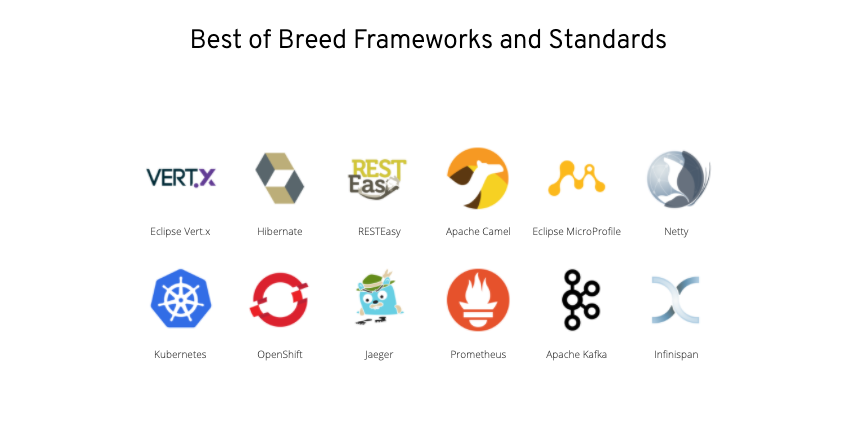 Best of Breed Frameworks and Standards
VERT.X
REST
Easy
Eclipse Vert.x Hibernate RESTEasy Apache Camel Eclipse MicroProfile Netty
Kubernetes OpenShift Jaeger Prometheus Apache Kafka Infinispan